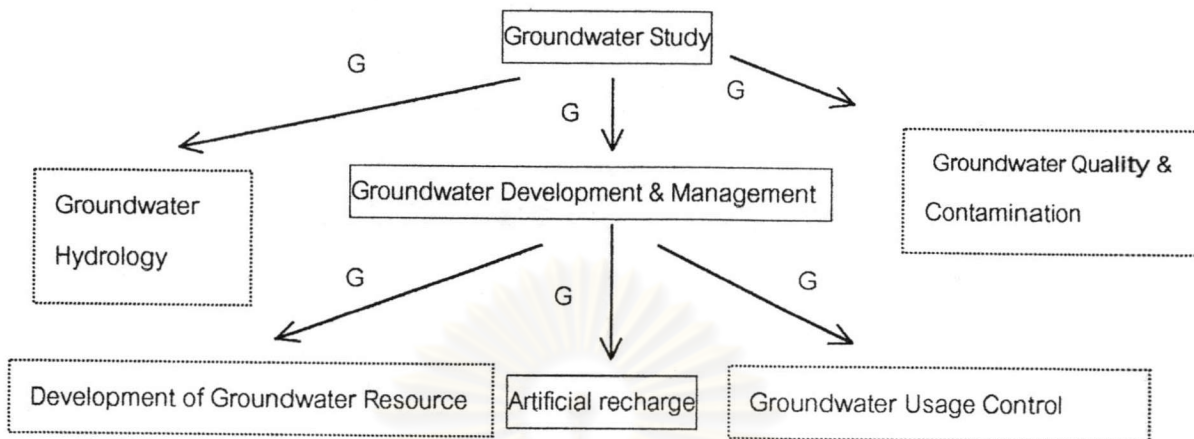 Groundwater Study
G
G
G
Groundwater
Hydrology
Groundwater Development & Management
Groundwater Quality &
Contamination
G
G
G
Development of Groundwater Resource
Artificial recharge
Groundwater Usage Control